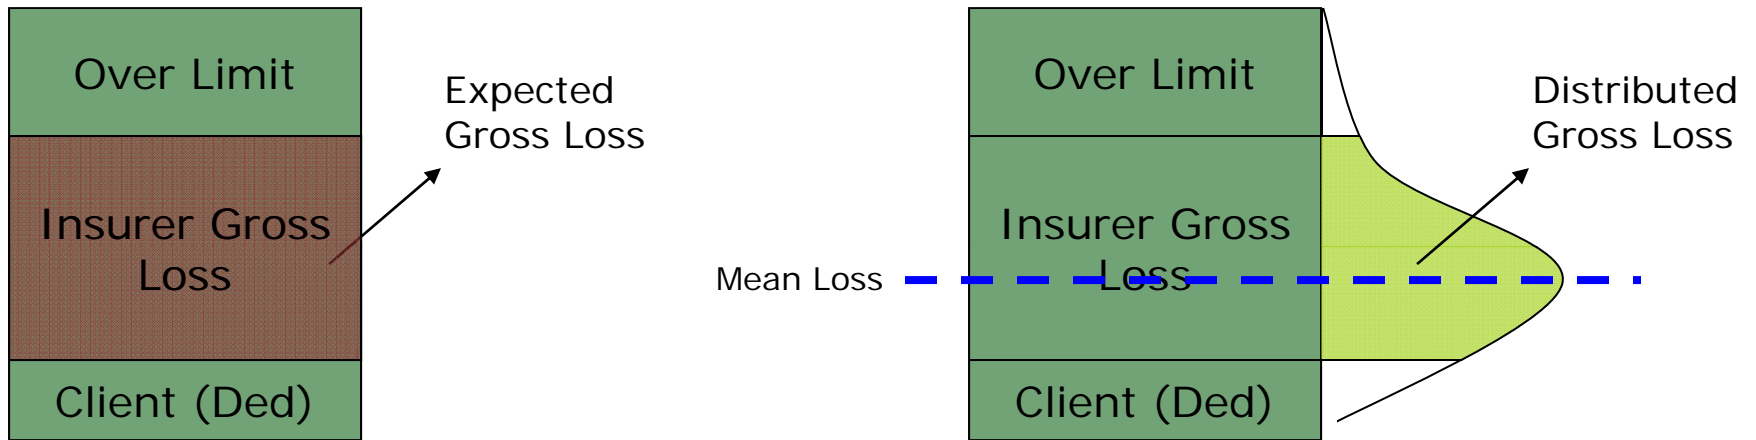 Over Limit
Expected
Gross Loss
Insurer Gross
Loss
Client (Ded)
Over Limit
Distributed
Gross Loss
Insurer Gross
Loss
Mean Loss
Client (Ded)